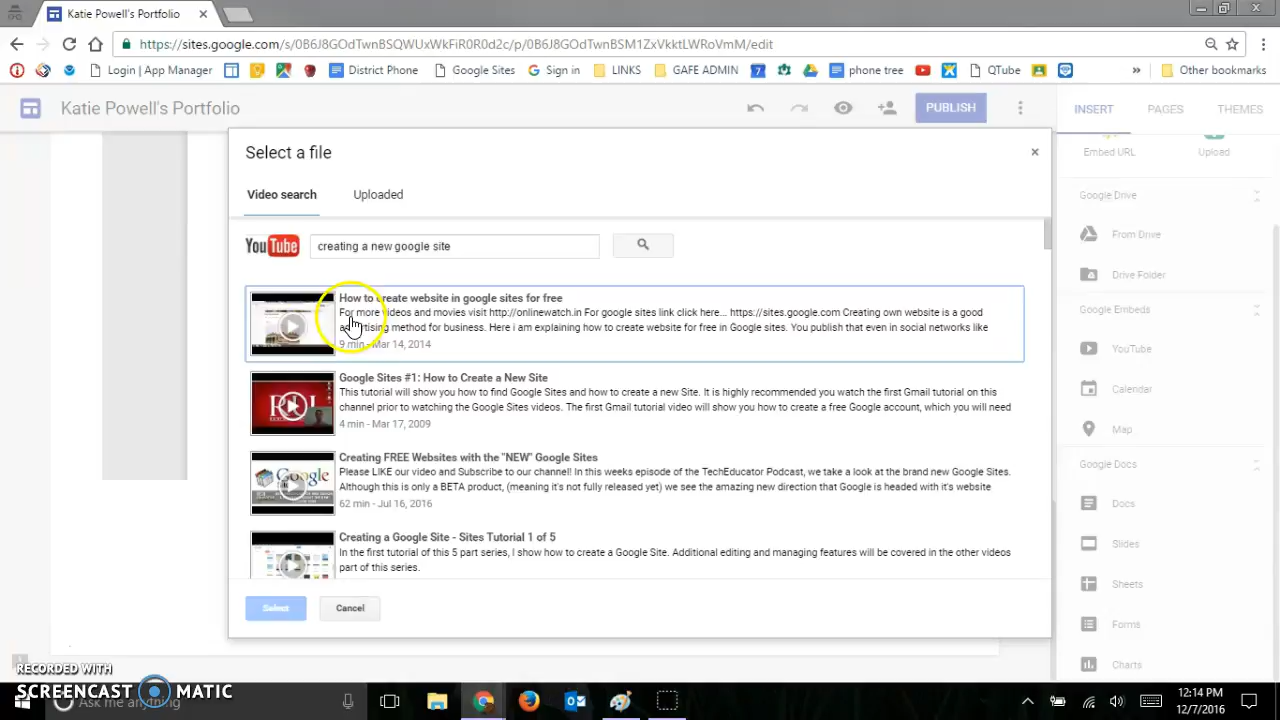 Katie Powell's Portfolio
https://sites.google.com/s/0B6J8GOdTwnBSQWUxWkFiR0R0d2c/p/0B6J8GOdTwnBSM1ZxVkktLWRoVmM/edit
Login | App Manager
District Phone
Google Sites
Sign in
LINKS
GAFE ADMIN
7
phone tree
QTube
Other bookmarks
Katie Powell's Portfolio
PUBLISH
INSERT
PAGES
THEMES
Select a file
Embed URL
Upload
Video search
Uploaded
Google Drive
From Drive
YouTube
creating a new google site
Drive Folder
How to create website in google sites for free
For more videos and movies visit http://onlinewatch.in For google sites link click here... https://sites.google.com Creating own website is a good
advertising method for business. Here i am explaining how to create website for free in Google sites. You publish that even in social networks like
9 min - Mar 14, 2014
Google Embeds
YouTube
Google Sites #1: How to Create a New Site
This tutorial will show you how to find Google Sites and how to create a new Site. It is highly recommended you watch the first Gmail tutorial on this
channel prior to watching the Google Sites videos. The first Gmail tutorial video will show you how to create a free Google account, which you will need
4 min - Mar 17, 2009
Calendar
Map
Creating FREE Websites with the "NEW" Google Sites
Please LIKE our video and Subscribe to our channel! In this weeks episode of the TechEducator Podcast, we take a look at the brand new Google Sites.
Although this is only a BETA product, (meaning it's not fully released yet) we see the amazing new direction that Google is headed with it's website
62 min - Jul 16, 2016
Google
Google Docs
Docs
Creating a Google Site - Sites Tutorial 1 of 5
In the first tutorial of this 5 part series, I show how to create a Google Site. Additional editing and managing features will be covered in the other videos
part of this series.
Slides
Sheets
Select
Cancel
Forms
Charts
RECORDED WITH
SCREENCAST MATIC
Ask me anything
12:14 PM
12/7/2016